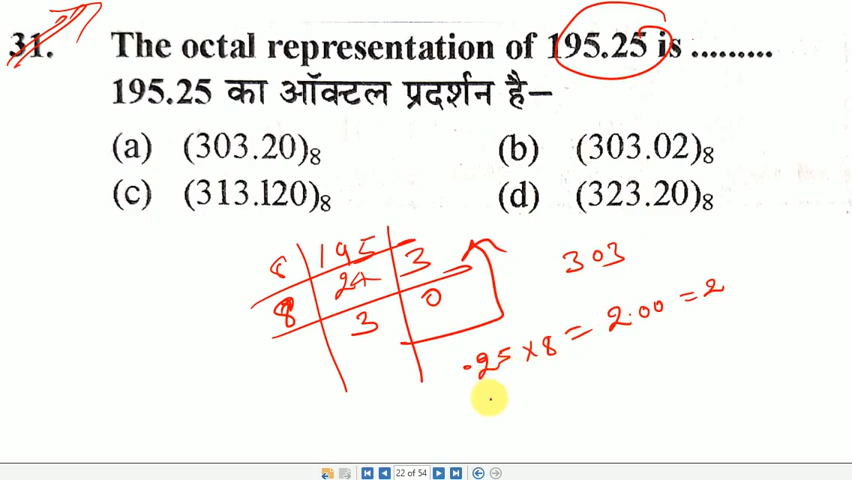 31. The octal representation of 195.25 is .........
195.25 का ऑक्टल प्रदर्शन है—
(a) (303.20)₈ (b) (303.02)₈
(c) (313.120)₈ (d) (323.20)₈
8 195 3
8 24 0
3
303
.25 × 8 = 2.00 = 2
22 of 54